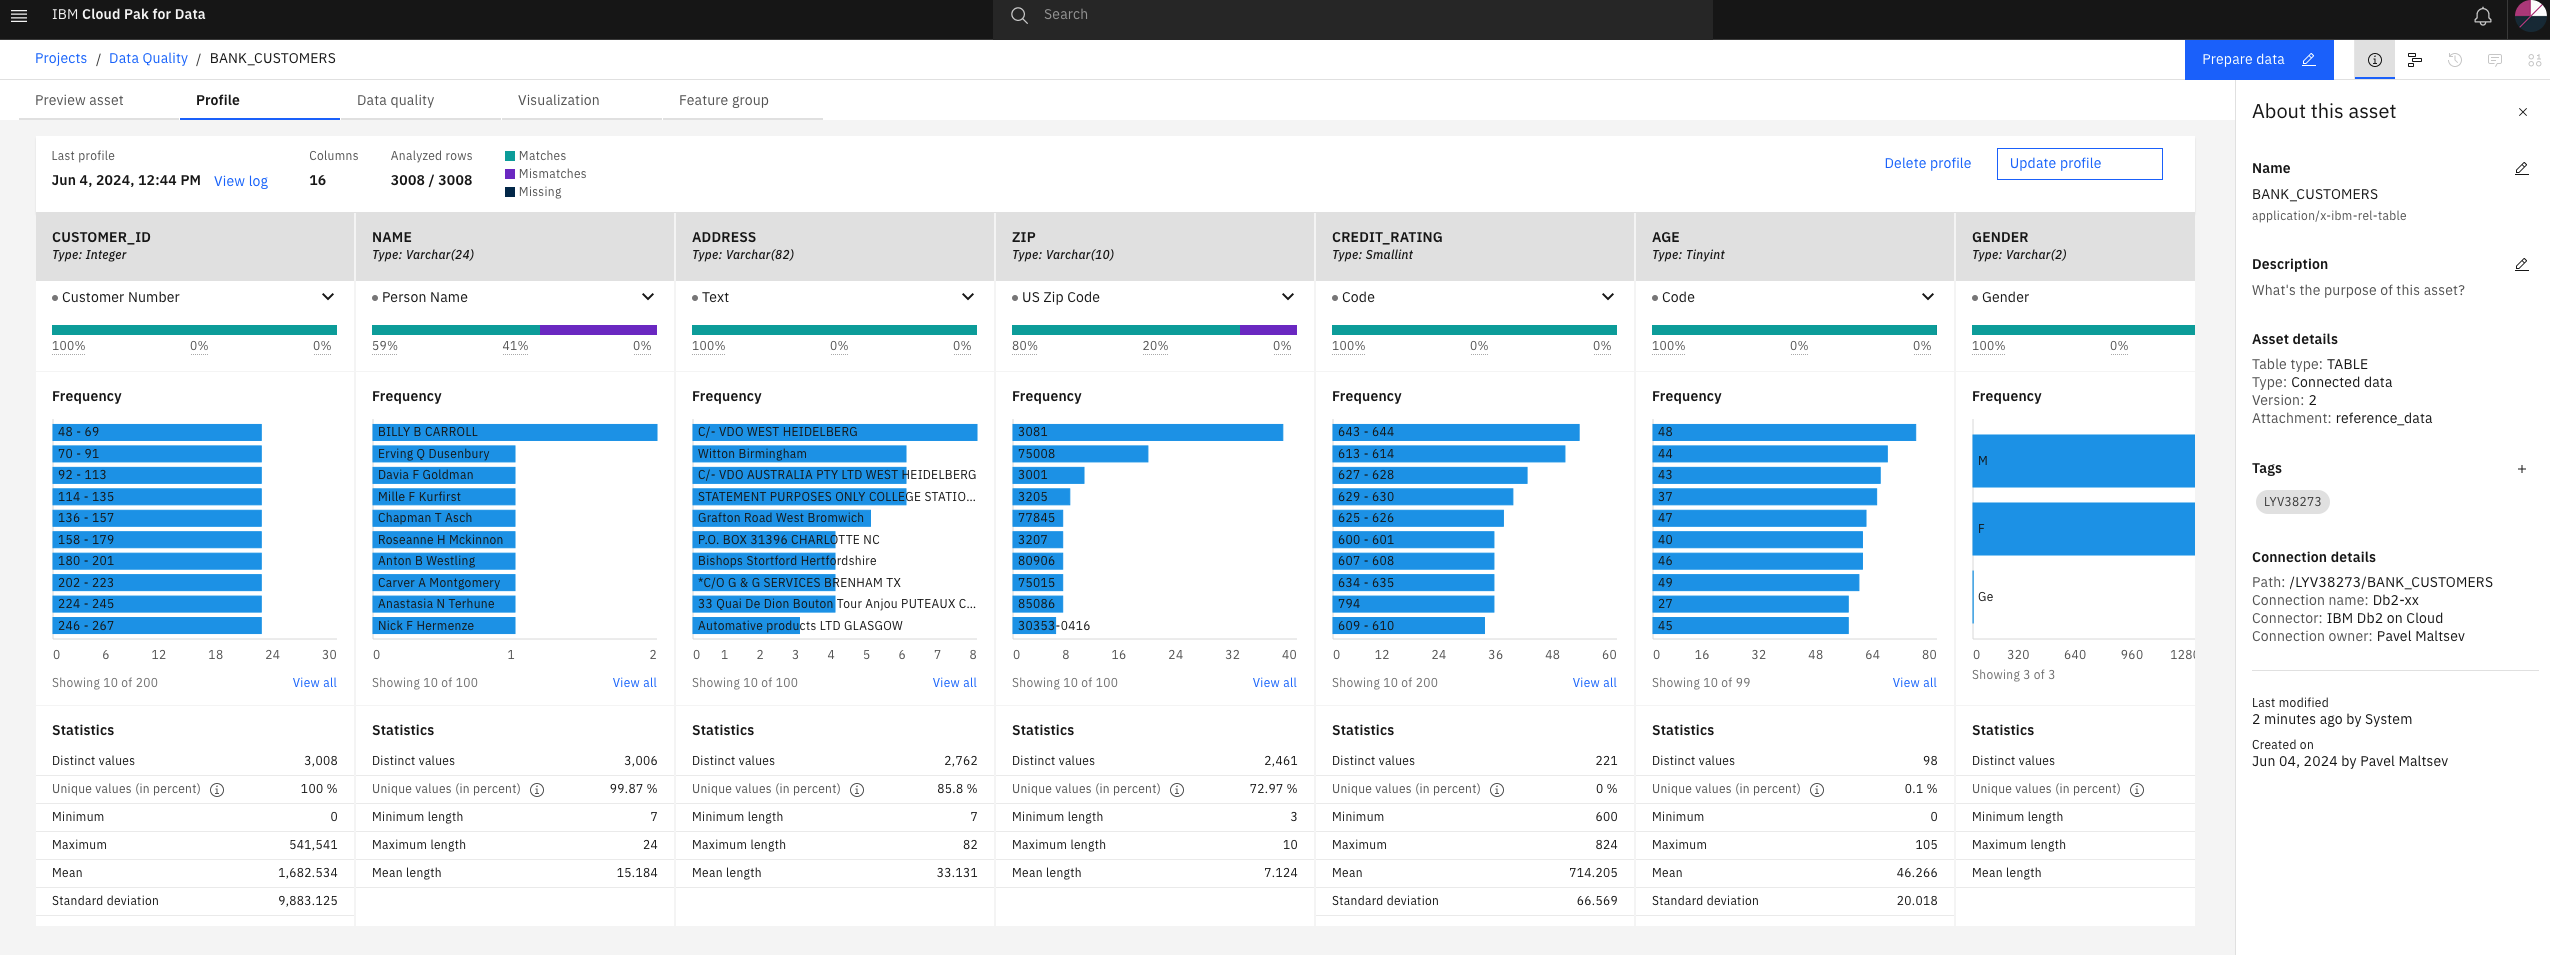 IBM Cloud Pak for Data
Search
Projects / Data Quality / BANK_CUSTOMERS
Prepare data
Preview asset
Profile
Data quality
Visualization
Feature group
Last profile
Jun 4, 2024, 12:44 PM View log
Columns
16
Analyzed rows
3008 / 3008
Matches
Mismatches
Missing
Delete profile
Update profile
CUSTOMER_ID
Type: Integer
Customer Number
100% 0% 0%
Frequency
48 - 69
70 - 91
92 - 113
114 - 135
136 - 157
158 - 179
180 - 201
202 - 223
224 - 245
246 - 267
0 6 12 18 24 30
Showing 10 of 200 View all
Statistics
Distinct values 3,008
Unique values (in percent) 100 %
Minimum 0
Maximum 541,541
Mean 1,682.534
Standard deviation 9,883.125
NAME
Type: Varchar(24)
Person Name
59% 41% 0%
Frequency
BILLY B CARROLL
Erving Q Dusenbury
Davia F Goldman
Mille F Kurfirst
Chapman T Asch
Roseanne H Mckinnon
Anton B Westling
Carver A Montgomery
Anastasia N Terhune
Nick F Hermenze
0 1 2
Showing 10 of 100 View all
Statistics
Distinct values 3,006
Unique values (in percent) 99.87 %
Minimum length 7
Maximum length 24
Mean length 15.184
ADDRESS
Type: Varchar(82)
Text
100% 0% 0%
Frequency
C/- VDO WEST HEIDELBERG
Witton Birmingham
C/- VDO AUSTRALIA PTY LTD WEST HEIDELBERG
STATEMENT PURPOSES ONLY COLLEGE STATIO...
Grafton Road West Bromwich
P.O. BOX 31396 CHARLOTTE NC
Bishops Stortford Hertfordshire
*C/O G & G SERVICES BRENHAM TX
33 Quai De Dion Bouton Tour Anjou PUTEAUX C...
Automative products LTD GLASGOW
0 1 2 3 4 5 6 7 8
Showing 10 of 100 View all
Statistics
Distinct values 2,762
Unique values (in percent) 85.8 %
Minimum length 7
Maximum length 82
Mean length 33.131
ZIP
Type: Varchar(10)
US Zip Code
80% 20% 0%
Frequency
3081
75008
3001
3205
77845
3207
80906
75015
85086
30353-0416
0 8 16 24 32 40
Showing 10 of 100 View all
Statistics
Distinct values 2,461
Unique values (in percent) 72.97 %
Minimum length 3
Maximum length 10
Mean length 7.124
CREDIT_RATING
Type: Smallint
Code
100% 0% 0%
Frequency
643 - 644
613 - 614
627 - 628
629 - 630
625 - 626
600 - 601
607 - 608
634 - 635
794
609 - 610
0 12 24 36 48 60
Showing 10 of 200 View all
Statistics
Distinct values 221
Unique values (in percent) 0 %
Minimum 600
Maximum 824
Mean 714.205
Standard deviation 66.569
AGE
Type: Tinyint
Code
100% 0% 0%
Frequency
48
44
43
37
47
40
46
49
27
45
0 16 32 48 64 80
Showing 10 of 99 View all
Statistics
Distinct values 98
Unique values (in percent) 0.1 %
Minimum 0
Maximum 105
Mean 46.266
Standard deviation 20.018
GENDER
Type: Varchar(2)
Gender
100% 0%
Frequency
M
F
Ge
0 320 640 960 1280
Showing 3 of 3
Statistics
Distinct values
Unique values (in percent)
Minimum length
Maximum length
Mean length
About this asset
Name
BANK_CUSTOMERS
application/x-ibm-rel-table
Description
What's the purpose of this asset?
Asset details
Table type: TABLE
Type: Connected data
Version: 2
Attachment: reference_data
Tags
LYV38273
Connection details
Path: /LYV38273/BANK_CUSTOMERS
Connection name: Db2-xx
Connector: IBM Db2 on Cloud
Connection owner: Pavel Maltsev
Last modified
2 minutes ago by System
Created on
Jun 04, 2024 by Pavel Maltsev